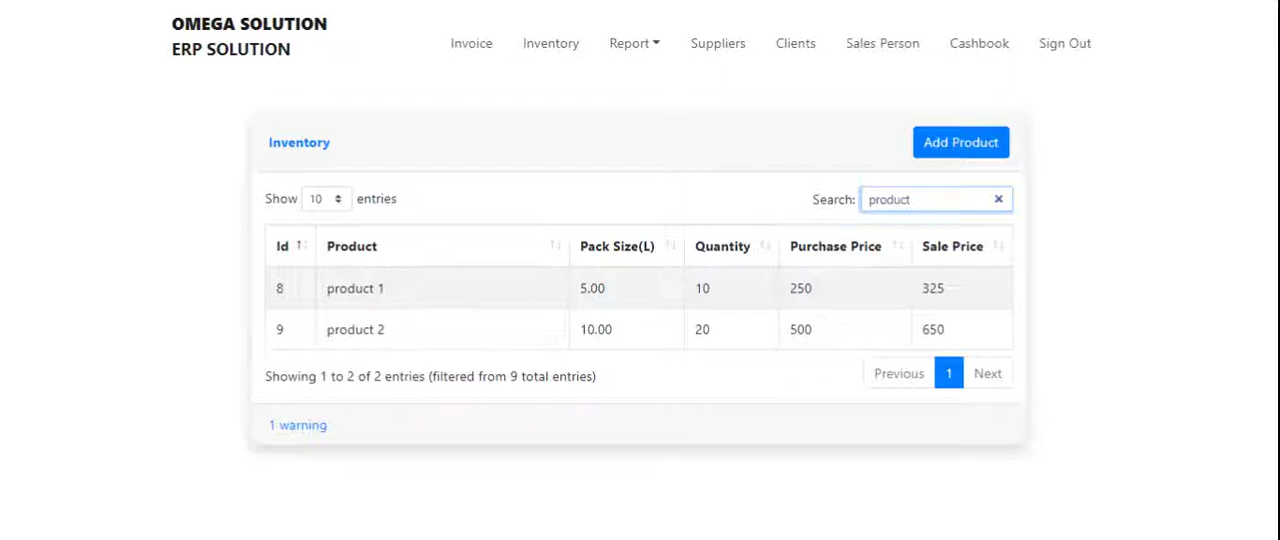 OMEGA SOLUTION
ERP SOLUTION
Invoice Inventory Report Suppliers Clients Sales Person Cashbook Sign Out
Inventory Add Product
Show 10 entries Search: product
Id Product Pack Size(L) Quantity Purchase Price Sale Price
8 product 1 5.00 10 250 325
9 product 2 10.00 20 500 650
Showing 1 to 2 of 2 entries (filtered from 9 total entries) Previous 1 Next
1 warning